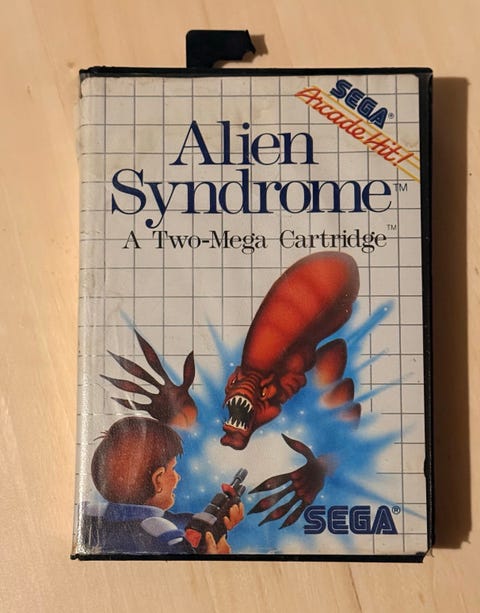 SEGA®
Arcade Hit!
Alien
Syndrome™
A Two-Mega Cartridge™
SEGA®